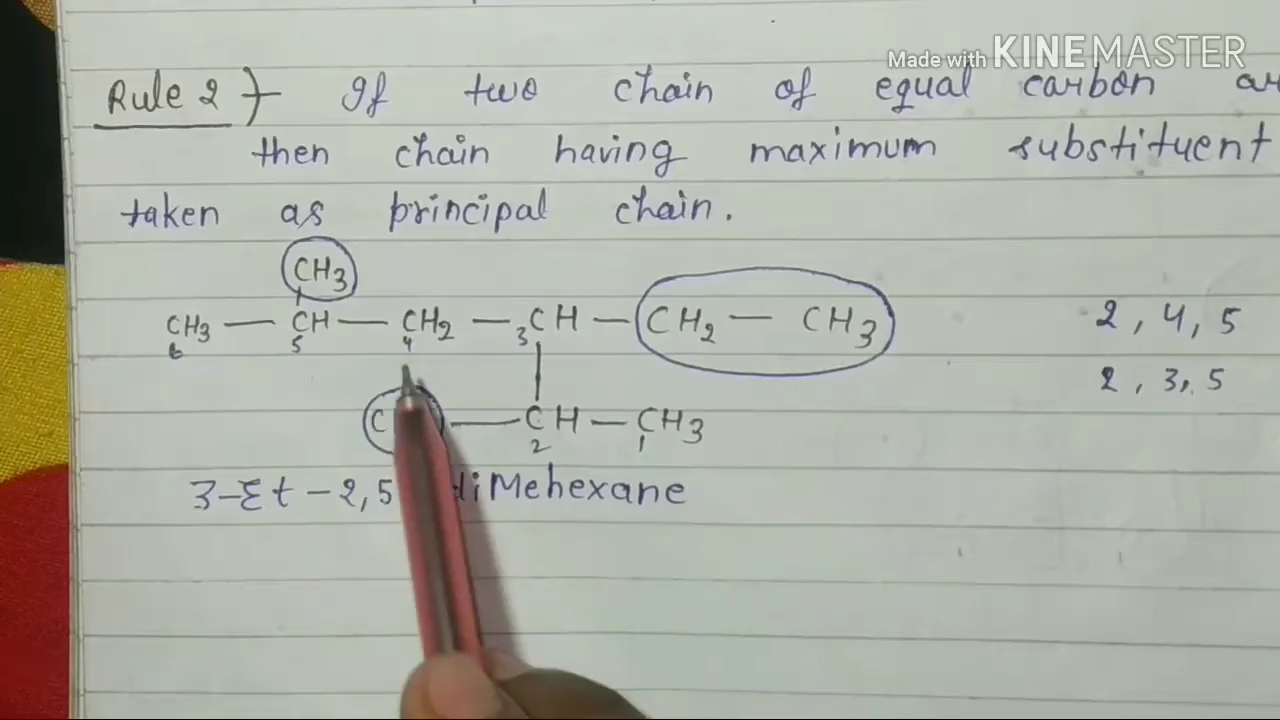 Made with KINEMASTER
Rule 2 If two chain of equal carbon
then chain having maximum substituent
taken as principal chain.
CH3
CH3 — CH — CH2 — CH — CH2 — CH3
6 5 4 3
2, 4, 5
2, 3, 5
CH — CH3
2 1
3-Et-2,5 diMehexane